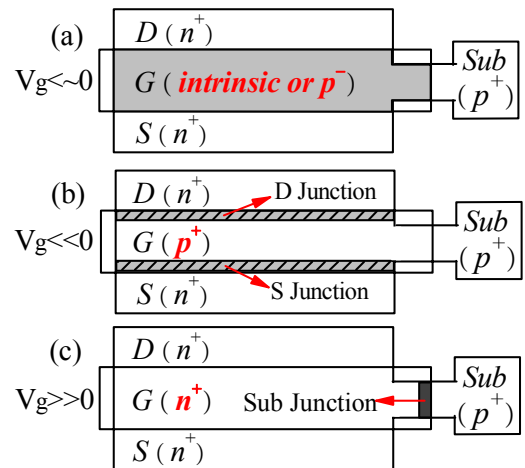 (a)
D (n⁺)
Vg<~0
G (intrinsic or p⁻)
Sub
(p⁺)
S (n⁺)
(b)
D (n⁺)
D Junction
Vg<<0
G (p⁺)
Sub
(p⁺)
S (n⁺)
S Junction
(c)
D (n⁺)
Vg>>0
G (n⁺)
Sub Junction
Sub
(p⁺)
S (n⁺)